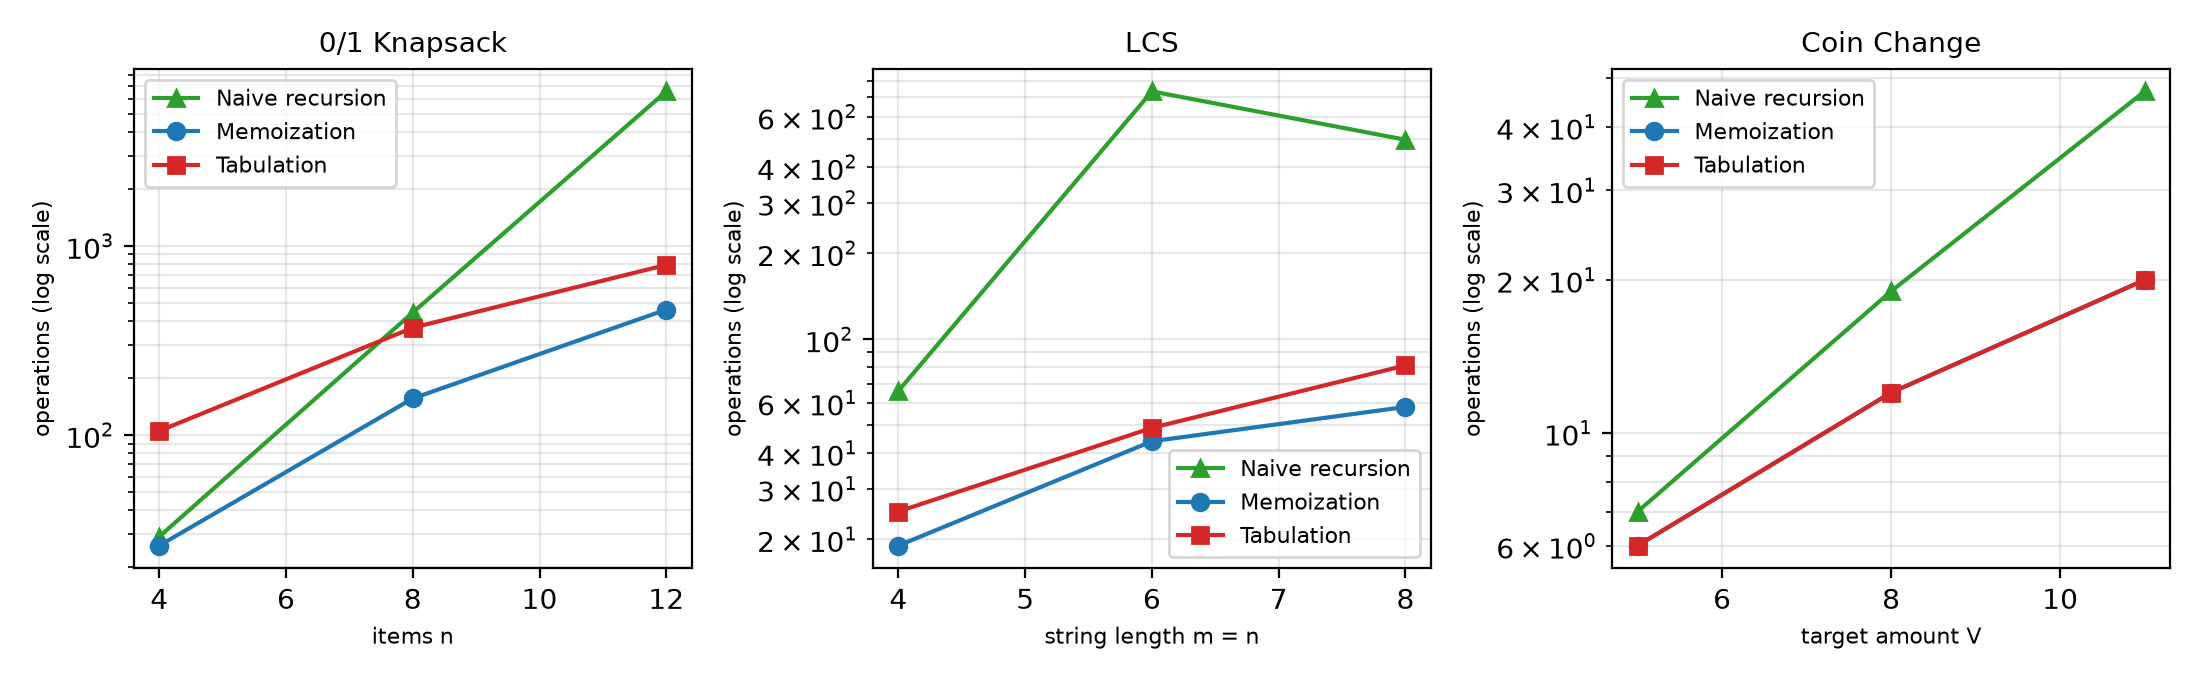 0/1 Knapsack
Naive recursion
Memoization
Tabulation
operations (log scale)
10³
10²
4 6 8 10 12
items n
LCS
operations (log scale)
6 × 10²
4 × 10²
3 × 10²
2 × 10²
10²
6 × 10¹
4 × 10¹
3 × 10¹
2 × 10¹
Naive recursion
Memoization
Tabulation
4 5 6 7 8
string length m = n
Coin Change
Naive recursion
Memoization
Tabulation
operations (log scale)
4 × 10¹
3 × 10¹
2 × 10¹
10¹
6 × 10⁰
6 8 10
target amount V